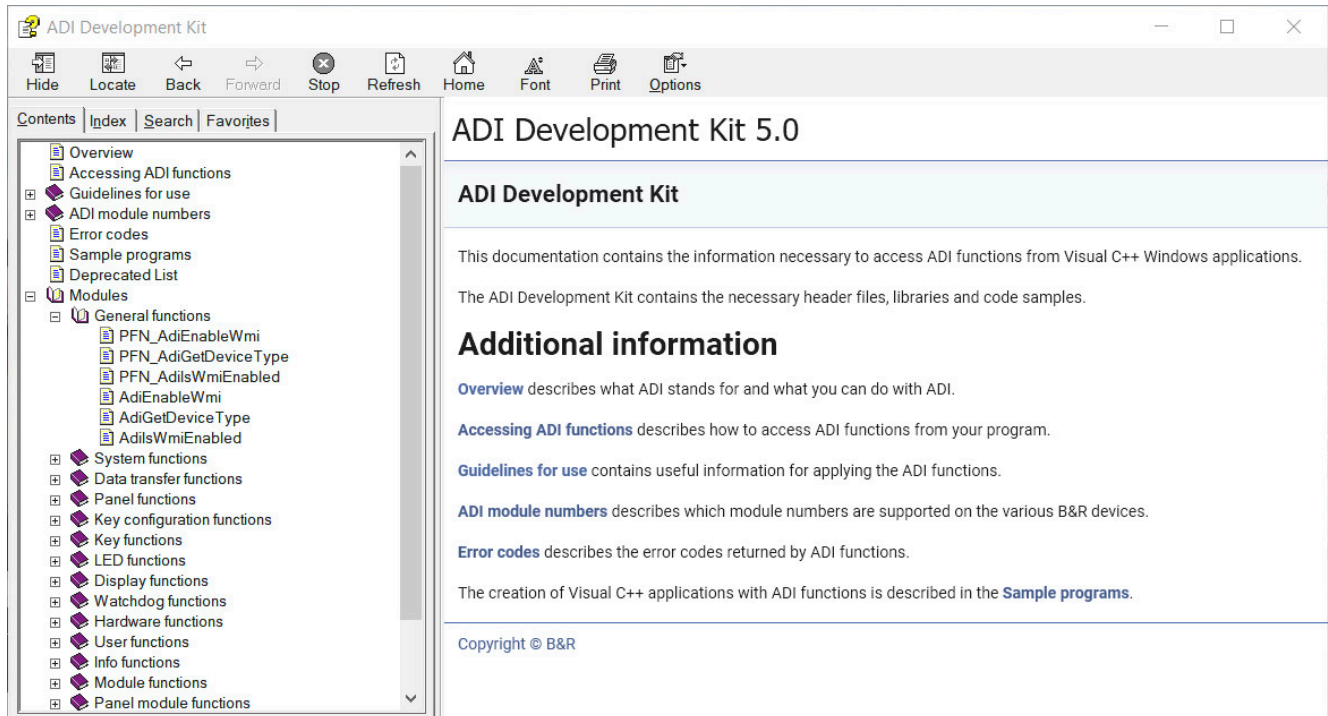 ADI Development Kit
Hide Locate Back Forward Stop Refresh Home Font Print Options
Contents Index Search Favorites
Overview
Accessing ADI functions
Guidelines for use
ADI module numbers
Error codes
Sample programs
Deprecated List
Modules
General functions
PFN_AdiEnableWmi
PFN_AdiGetDeviceType
PFN_AdiIsWmiEnabled
AdiEnableWmi
AdiGetDeviceType
AdiIsWmiEnabled
System functions
Data transfer functions
Panel functions
Key configuration functions
Key functions
LED functions
Display functions
Watchdog functions
Hardware functions
User functions
Info functions
Module functions
Panel module functions
ADI Development Kit 5.0
ADI Development Kit
This documentation contains the information necessary to access ADI functions from Visual C++ Windows applications.
The ADI Development Kit contains the necessary header files, libraries and code samples.
Additional information
Overview describes what ADI stands for and what you can do with ADI.
Accessing ADI functions describes how to access ADI functions from your program.
Guidelines for use contains useful information for applying the ADI functions.
ADI module numbers describes which module numbers are supported on the various B&R devices.
Error codes describes the error codes returned by ADI functions.
The creation of Visual C++ applications with ADI functions is described in the Sample programs.
Copyright © B&R